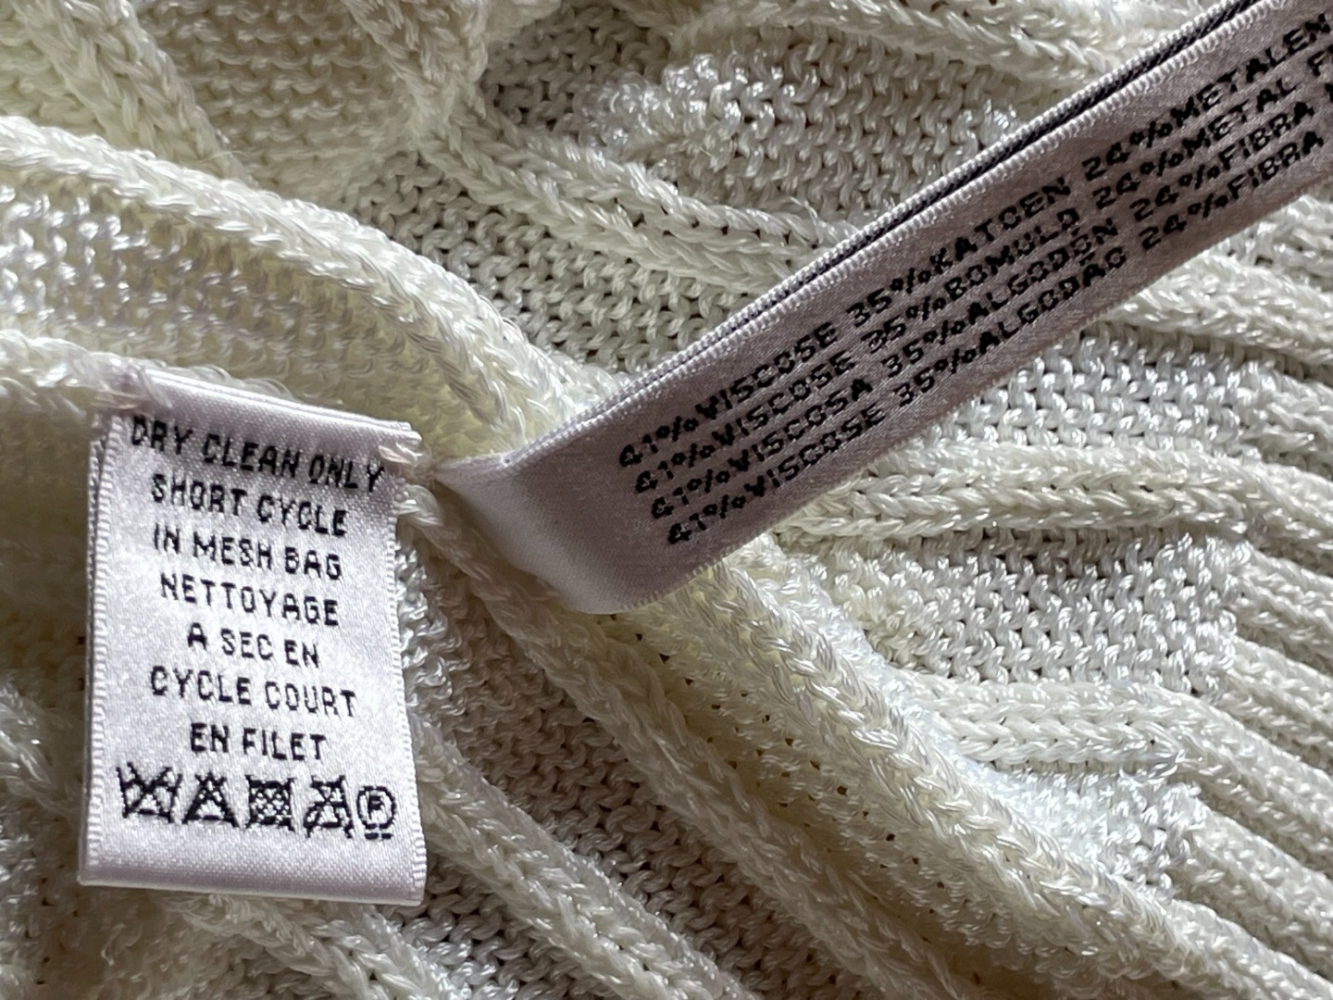 DRY CLEAN ONLY
SHORT CYCLE
IN MESH BAG
NETTOYAGE
A SEC EN
CYCLE COURT
EN FILET
P
41%VISCOSE 35%KATOEN 24%METALEN
41%VISCOSE 35%BOMULD 24%METAL
41%VISCOSA 35%ALGODÓN 24%FIBRA
41%VISCOSE 35%ALGODÃO 24%FIBRA